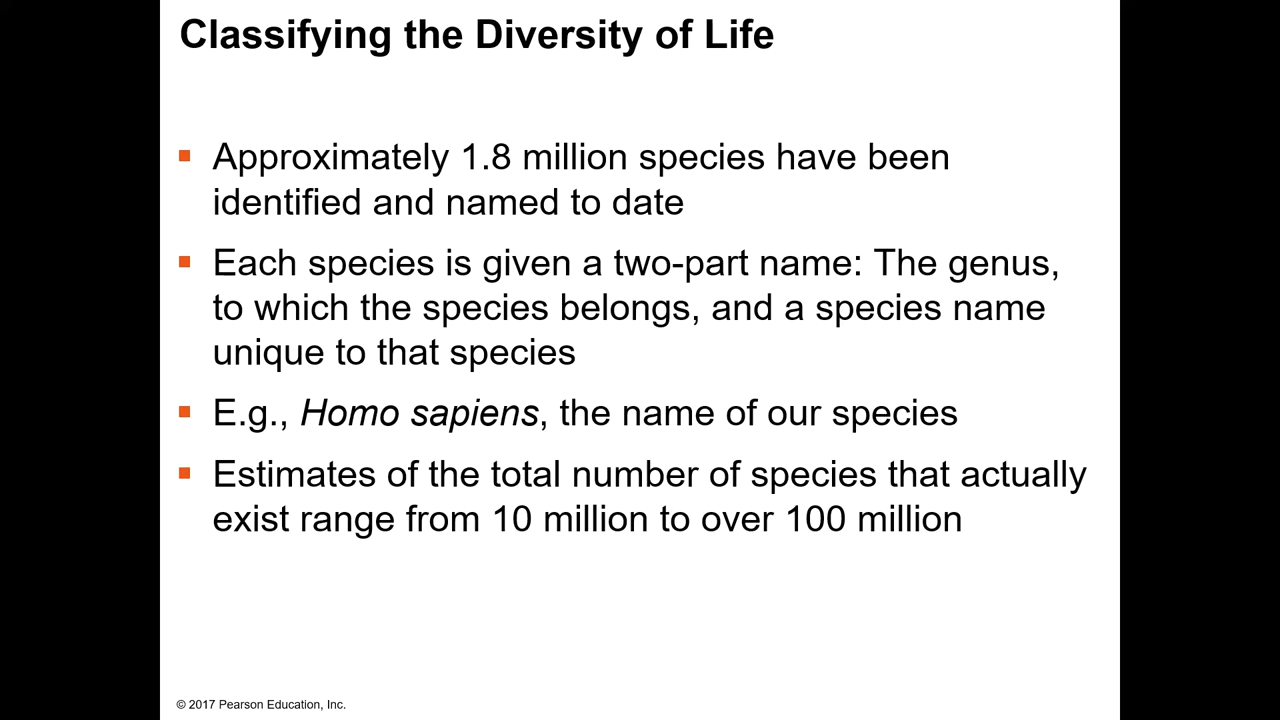 Classifying the Diversity of Life
Approximately 1.8 million species have been
identified and named to date
Each species is given a two-part name: The genus,
to which the species belongs, and a species name
unique to that species
E.g., Homo sapiens, the name of our species
Estimates of the total number of species that actually
exist range from 10 million to over 100 million
© 2017 Pearson Education, Inc.